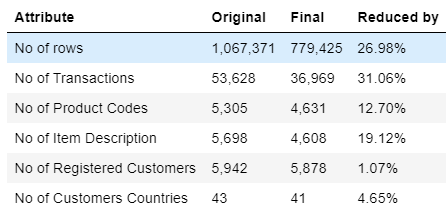 Attribute Original Final Reduced by
No of rows 1,067,371 779,425 26.98%
No of Transactions 53,628 36,969 31.06%
No of Product Codes 5,305 4,631 12.70%
No of Item Description 5,698 4,608 19.12%
No of Registered Customers 5,942 5,878 1.07%
No of Customers Countries 43 41 4.65%